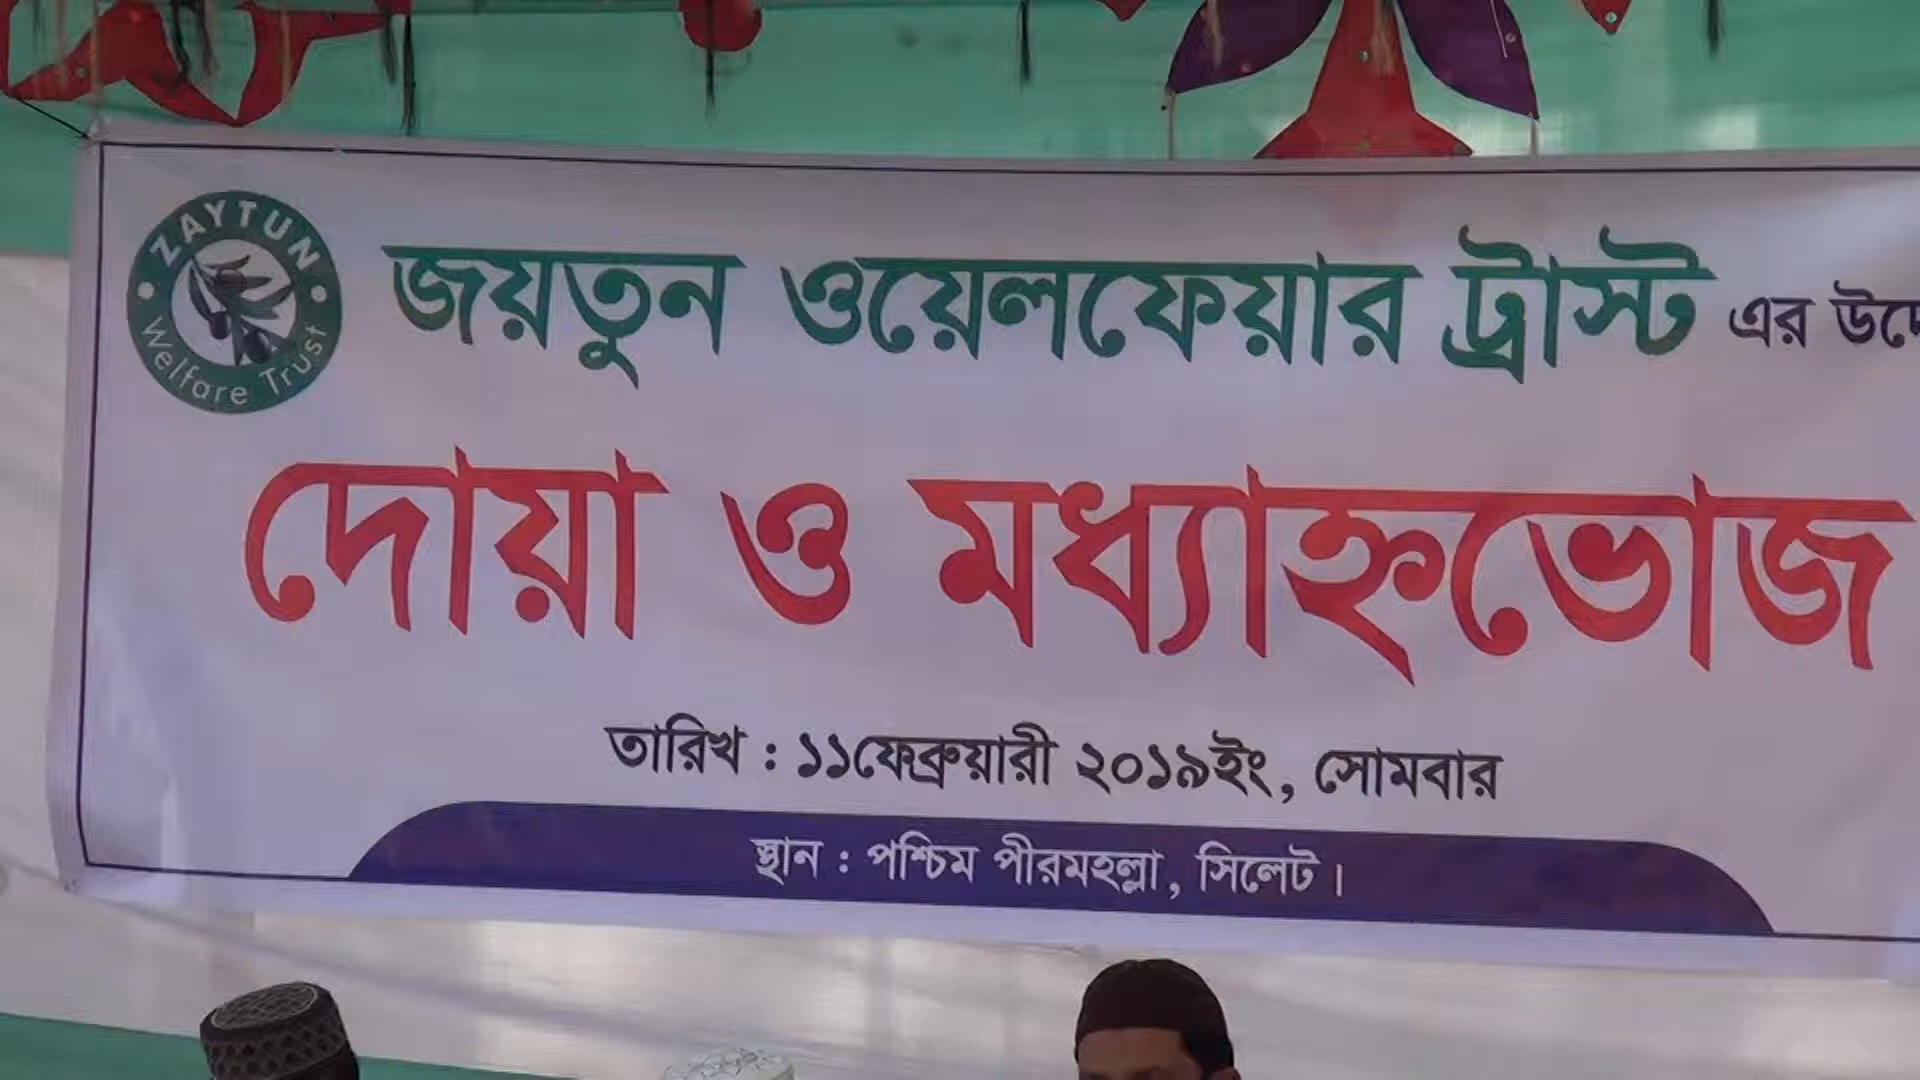 ZAYTUN
Welfare Trust
জয়তুন ওয়েলফেয়ার ট্রাস্ট এর
দোয়া ও মধ্যাহ্নভোজ
তারিখ : ১১ফেব্রুয়ারী ২০১৯ইং, সোমবার
স্থান : পশ্চিম পীরমহল্লা, সিলেট।